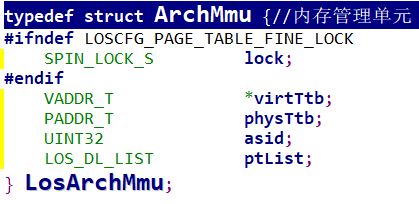 typedef struct ArchMmu {//内存管理单元
#ifndef LOSCFG_PAGE_TABLE_FINE_LOCK
SPIN_LOCK_S lock;
#endif
VADDR_T *virtTtb;
PADDR_T physTtb;
UINT32 asid;
LOS_DL_LIST ptList;
} LosArchMmu;